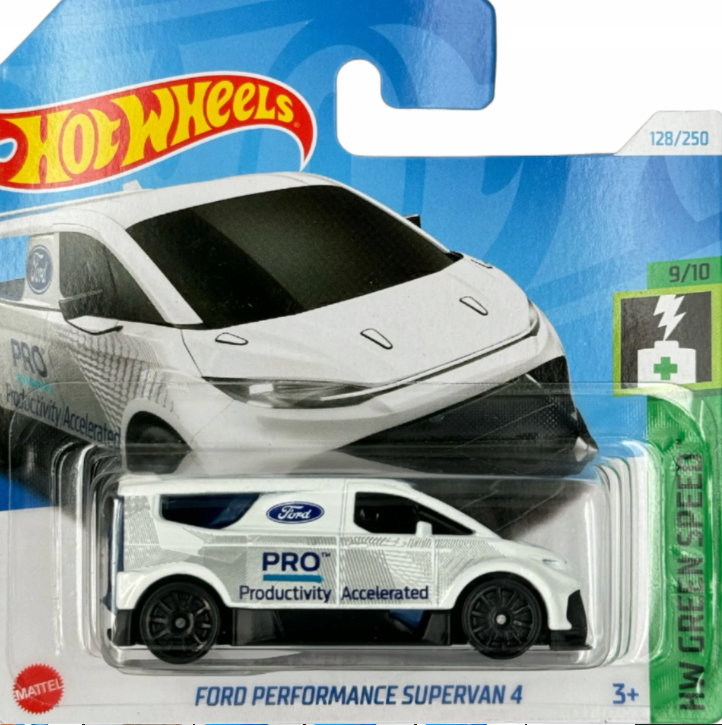 HOT WHEELS
128/250
9/10
Ford
PRO
Productivity Accelerated
HW GREEN SPEED
Ford
PRO™
Productivity Accelerated
MATTEL
FORD PERFORMANCE SUPERVAN 4
3+